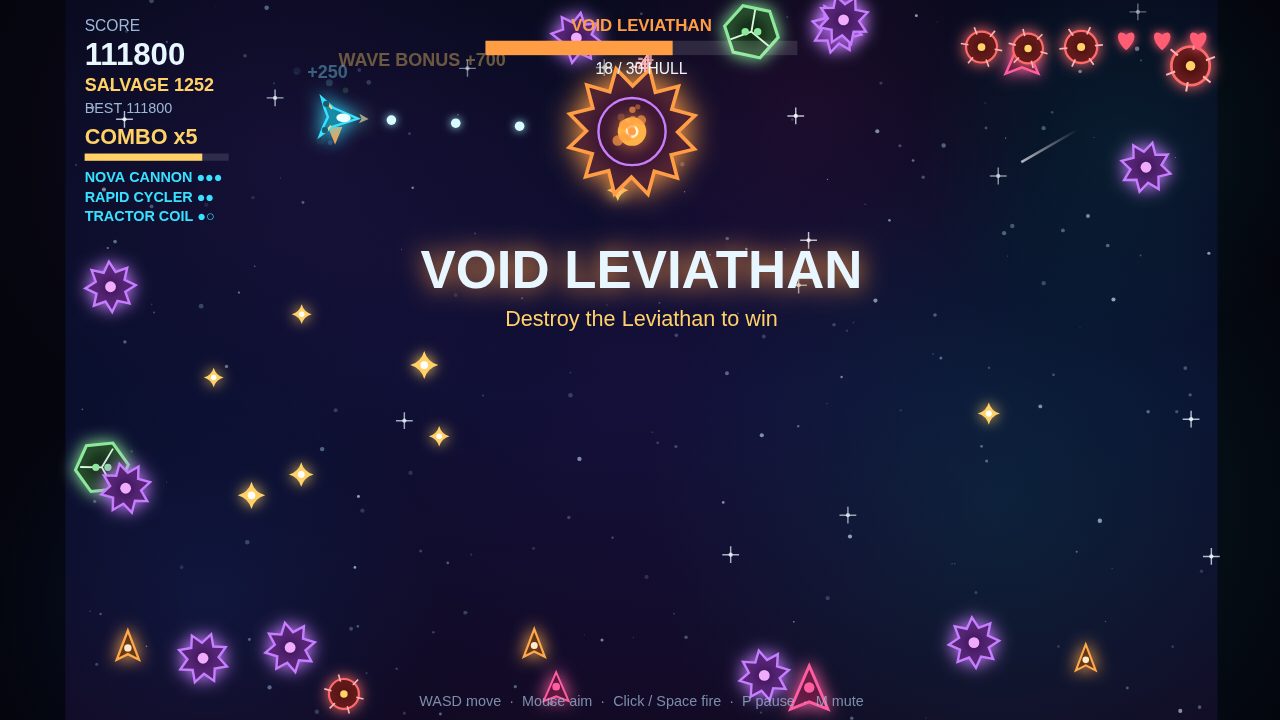 SCORE
111800
SALVAGE 1252
BEST 111800
COMBO x5
NOVA CANNON ●●●
RAPID CYCLER ●●
TRACTOR COIL ●○
VOID LEVIATHAN
WAVE BONUS +700
+250
18 / 30 HULL
VOID LEVIATHAN
Destroy the Leviathan to win
WASD move · Mouse aim · Click / Space fire · P pause · M mute